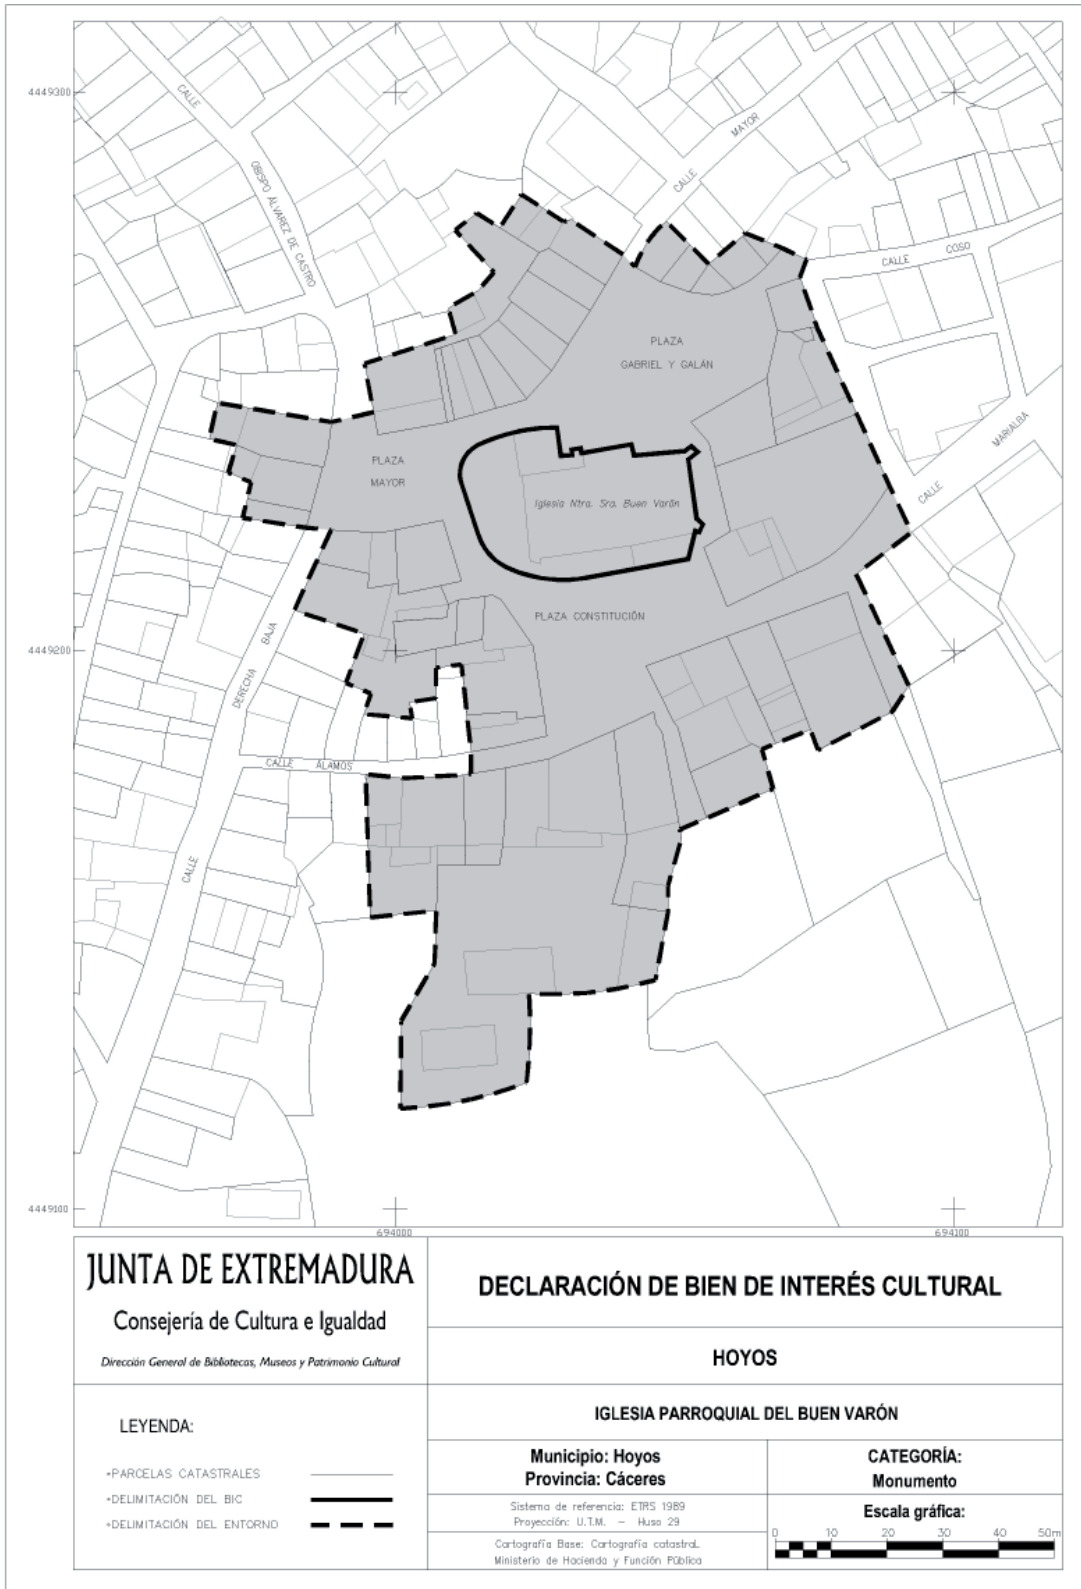 4449300
CALLE
MAYOR
CALLE
OBISPO ÁLVAREZ DE CASTRO
CALLE
COSO
PLAZA
GABRIEL Y GALÁN
MARIALBA
CALLE
PLAZA
MAYOR
Iglesia Ntra. Sra. Buen Varón
PLAZA CONSTITUCIÓN
4449200
BAJA
DERECHA
CALLE
ÁLAMOS
CALLE
4449100
694000
694100
JUNTA DE EXTREMADURA
Consejería de Cultura e Igualdad
Dirección General de Bibliotecas, Museos y Patrimonio Cultural
DECLARACIÓN DE BIEN DE INTERÉS CULTURAL
HOYOS
IGLESIA PARROQUIAL DEL BUEN VARÓN
LEYENDA:
•PARCELAS CATASTRALES
•DELIMITACIÓN DEL BIC
•DELIMITACIÓN DEL ENTORNO
Municipio: Hoyos
Provincia: Cáceres
CATEGORÍA:
Monumento
Sistema de referencia: ETRS 1989
Proyección: U.T.M. – Huso 29
Cartografía Base: Cartografía catastral.
Ministerio de Hacienda y Función Pública
Escala gráfica:
0 10 20 30 40 50m